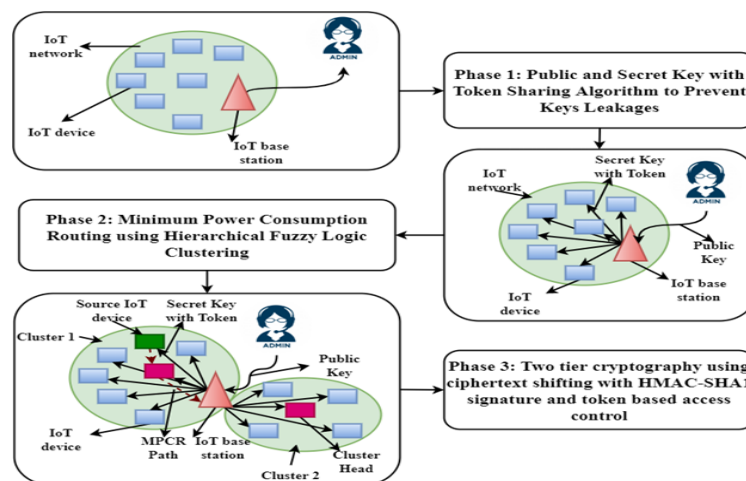 IoT
network
ADMIN
IoT device
IoT base
station
Phase 1: Public and Secret Key with
Token Sharing Algorithm to Prevent
Keys Leakages
Secret Key
with Token
IoT
network
ADMIN
Public
Key
IoT base
station
IoT
device
Phase 2: Minimum Power Consumption
Routing using Hierarchical Fuzzy Logic
Clustering
Source IoT
device
Secret Key
with Token
Cluster 1
ADMIN
Public
Key
IoT
device
MPCR
Path
IoT base
station
Cluster 2
Cluster
Head
Phase 3: Two tier cryptography using
ciphertext shifting with HMAC-SHA1
signature and token based access
control